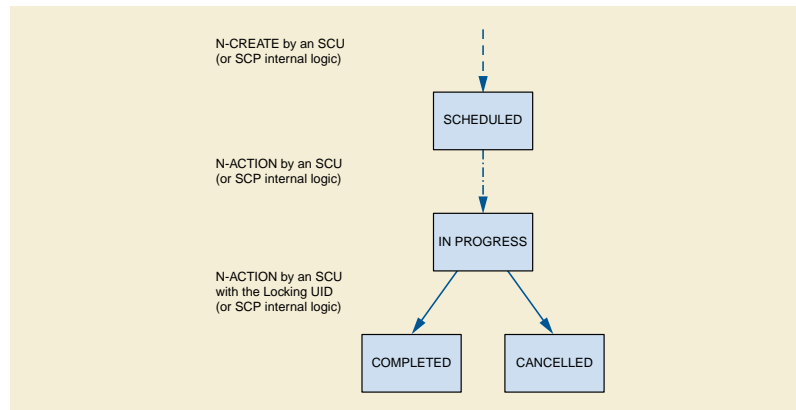 N-CREATE by an SCU
(or SCP internal logic)
SCHEDULED
N-ACTION by an SCU
(or SCP internal logic)
IN PROGRESS
N-ACTION by an SCU
with the Locking UID
(or SCP internal logic)
COMPLETED
CANCELLED